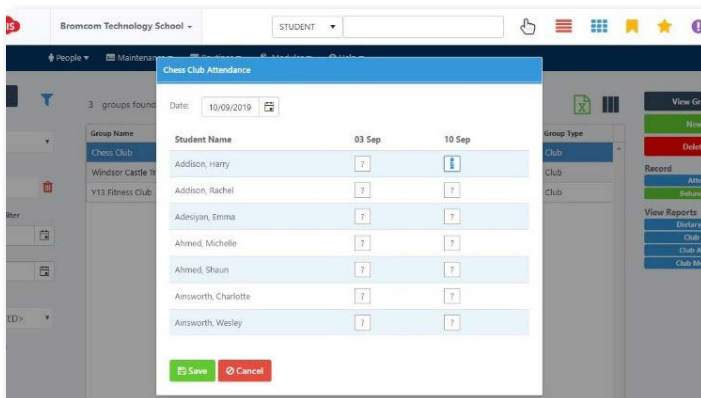 Bromcom Technology School
STUDENT
People
Maintenance
Chess Club Attendance
3 groups found
Date: 10/09/2019
View Gr
New
Delet
Group Name
Group Type
Student Name 03 Sep 10 Sep
Chess Club
Club
Addison, Harry ? ?
Windsor Castle Tr
Club
Addison, Rachel ? ?
Y13 Fitness Club
Club
Adesiyan, Emma ? ?
Ahmed, Michelle ? ?
Ahmed, Shaun ? ?
Ainsworth, Charlotte ? ?
Ainsworth, Wesley ? ?
Record
Atte
Behav
View Reports
Dietary
Club
Club A
Club Me
ilter
ED>
Save Cancel